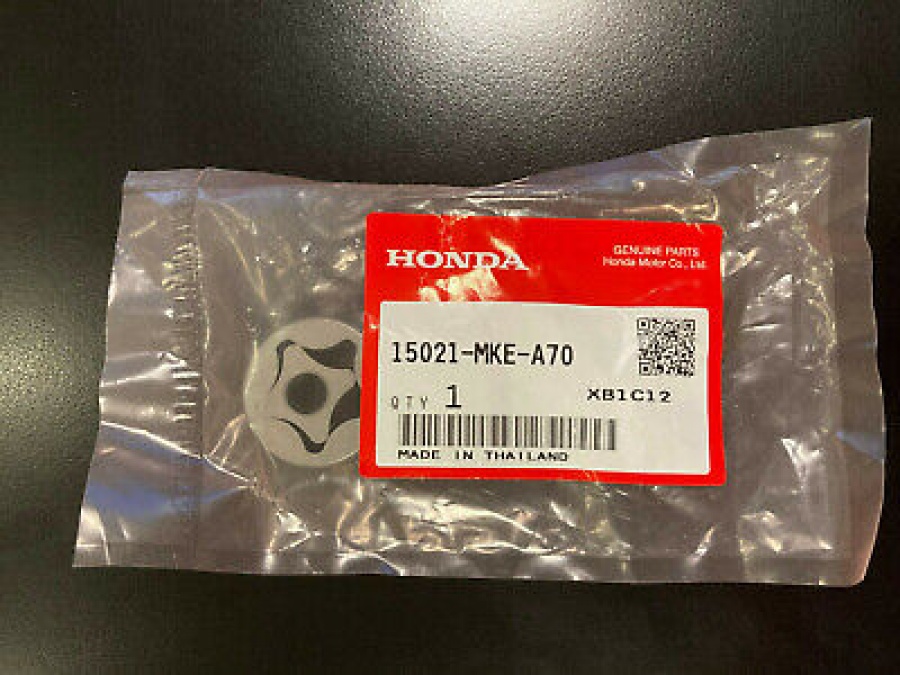 HONDA
GENUINE PARTS
Honda Motor Co., Ltd.
15021-MKE-A70
QTY 1
XB1C12
MADE IN THAILAND